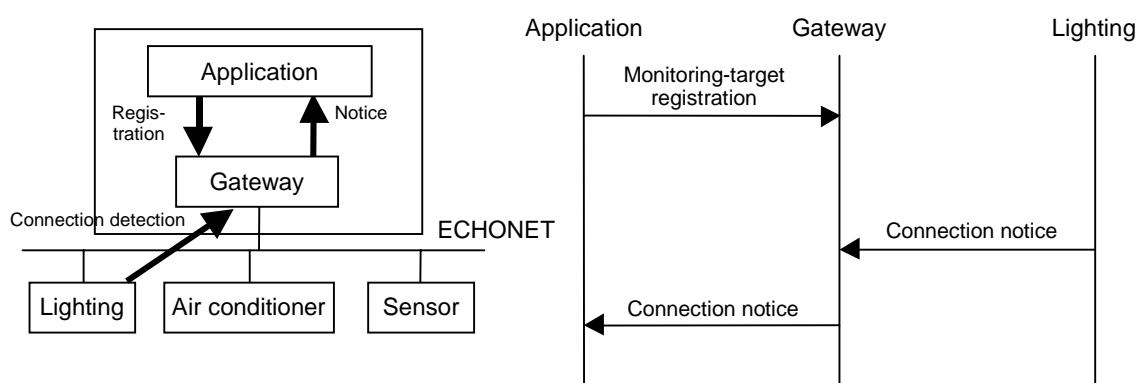 Application
Regis-
tration
Notice
Gateway
Connection detection
ECHONET
Lighting
Air conditioner
Sensor
Application
Gateway
Lighting
Monitoring-target
registration
Connection notice
Connection notice